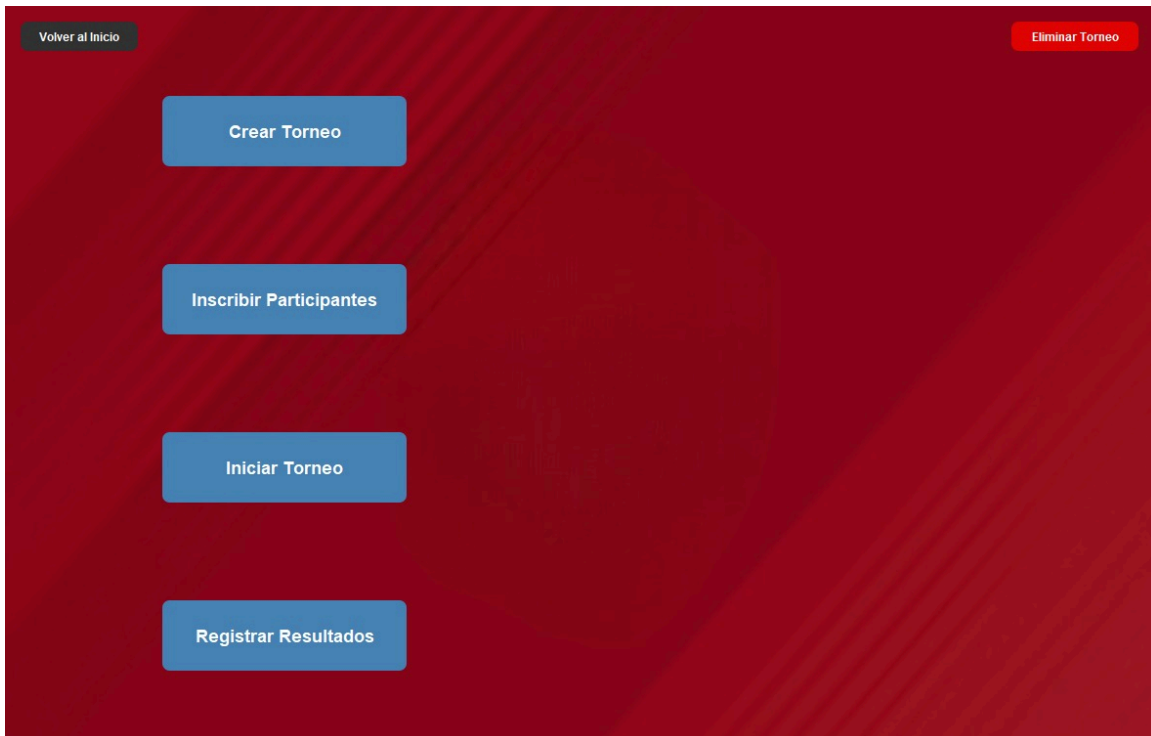 Volver al Inicio
Eliminar Torneo
Crear Torneo
Inscribir Participantes
Iniciar Torneo
Registrar Resultados